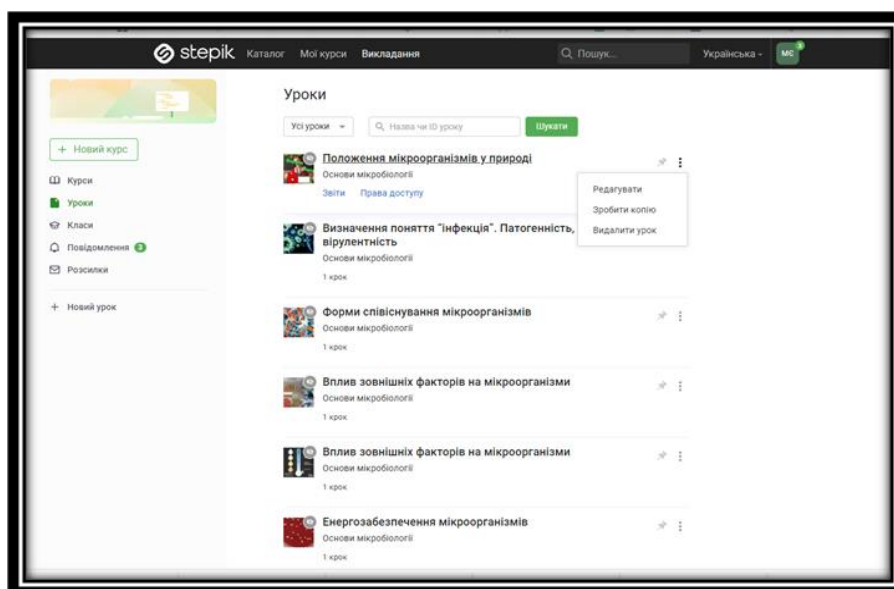 stepik Каталог Мої курси Викладання Пошук... Українська МС 3
+ Новий курс
Курси
Уроки
Класи
Повідомлення 3
Розсилки
+ Новий урок
Уроки
Усі уроки Назва чи ID уроку Шукати
Положення мікроорганізмів у природі
Основи мікробіології
Звіти Права доступу
Редагувати
Зробити копію
Видалити урок
Визначення поняття "інфекція". Патогенність,
вірулентність
Основи мікробіології
1 крок
Форми співіснування мікроорганізмів
Основи мікробіології
1 крок
Вплив зовнішніх факторів на мікроорганізми
Основи мікробіології
1 крок
Вплив зовнішніх факторів на мікроорганізми
Основи мікробіології
1 крок
Енергозабезпечення мікроорганізмів
Основи мікробіології
1 крок